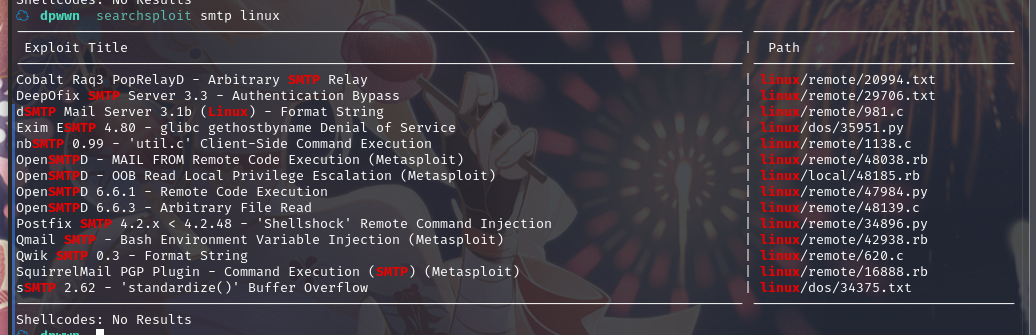 Shellcodes: No Results
dpwwn searchsploit smtp linux
Exploit Title | Path
Cobalt Raq3 PopRelayD - Arbitrary SMTP Relay | linux/remote/20994.txt
DeepOfix SMTP Server 3.3 - Authentication Bypass | linux/remote/29706.txt
dSMTP Mail Server 3.1b (Linux) - Format String | linux/remote/981.c
Exim ESMTP 4.80 - glibc gethostbyname Denial of Service | linux/dos/35951.py
nbSMTP 0.99 - 'util.c' Client-Side Command Execution | linux/remote/1138.c
OpenSMTPD - MAIL FROM Remote Code Execution (Metasploit) | linux/remote/48038.rb
OpenSMTPD - OOB Read Local Privilege Escalation (Metasploit) | linux/local/48185.rb
OpenSMTPD 6.6.1 - Remote Code Execution | linux/remote/47984.py
OpenSMTPD 6.6.3 - Arbitrary File Read | linux/remote/48139.c
Postfix SMTP 4.2.x < 4.2.48 - 'Shellshock' Remote Command Injection | linux/remote/34896.py
Qmail SMTP - Bash Environment Variable Injection (Metasploit) | linux/remote/42938.rb
Qwik SMTP 0.3 - Format String | linux/remote/620.c
SquirrelMail PGP Plugin - Command Execution (SMTP) (Metasploit) | linux/remote/16888.rb
sSMTP 2.62 - 'standardize()' Buffer Overflow | linux/dos/34375.txt
Shellcodes: No Results
dpwwn